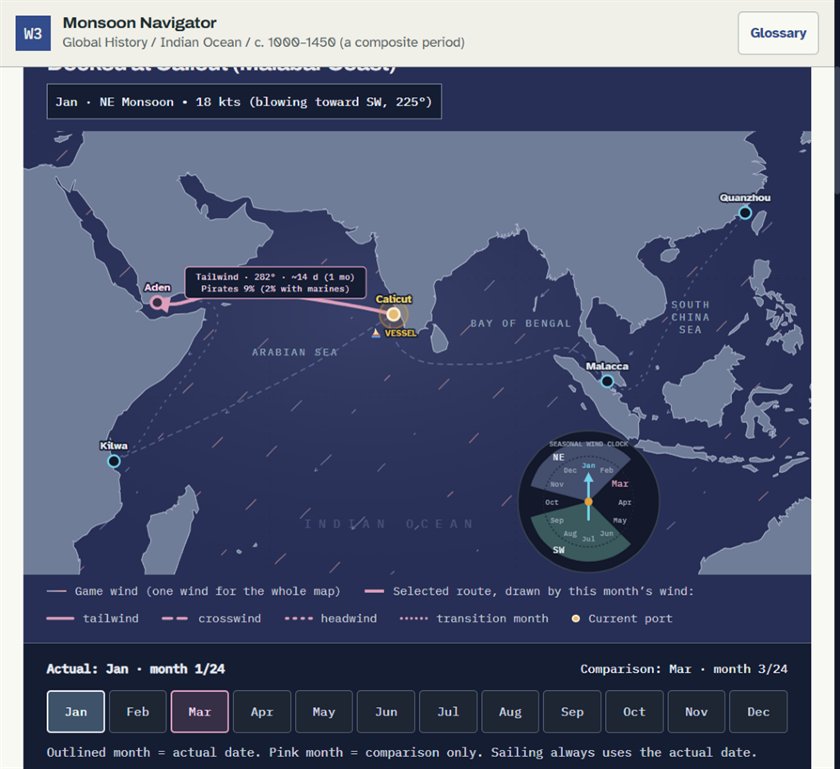 W3
Monsoon Navigator
Global History / Indian Ocean / c. 1000–1450 (a composite period)
Glossary
Docked at Calicut (Malabar Coast)
Jan · NE Monsoon • 18 kts (blowing toward SW, 225°)
Quanzhou
Tailwind · 282° · ~14 d (1 mo)
Pirates 9% (2% with marines)
Aden
Calicut
VESSEL
SOUTH
CHINA
SEA
BAY OF BENGAL
ARABIAN SEA
Malacca
Kilwa
SEASONAL WIND CLOCK
NE
Jan
Dec
Feb
Nov
Mar
Oct
Apr
Sep
May
Aug
Jun
Jul
SW
INDIAN OCEAN
Game wind (one wind for the whole map)
Selected route, drawn by this month’s wind:
tailwind
crosswind
headwind
transition month
Current port
Actual: Jan · month 1/24
Comparison: Mar · month 3/24
Jan
Feb
Mar
Apr
May
Jun
Jul
Aug
Sep
Oct
Nov
Dec
Outlined month = actual date. Pink month = comparison only. Sailing always uses the actual date.